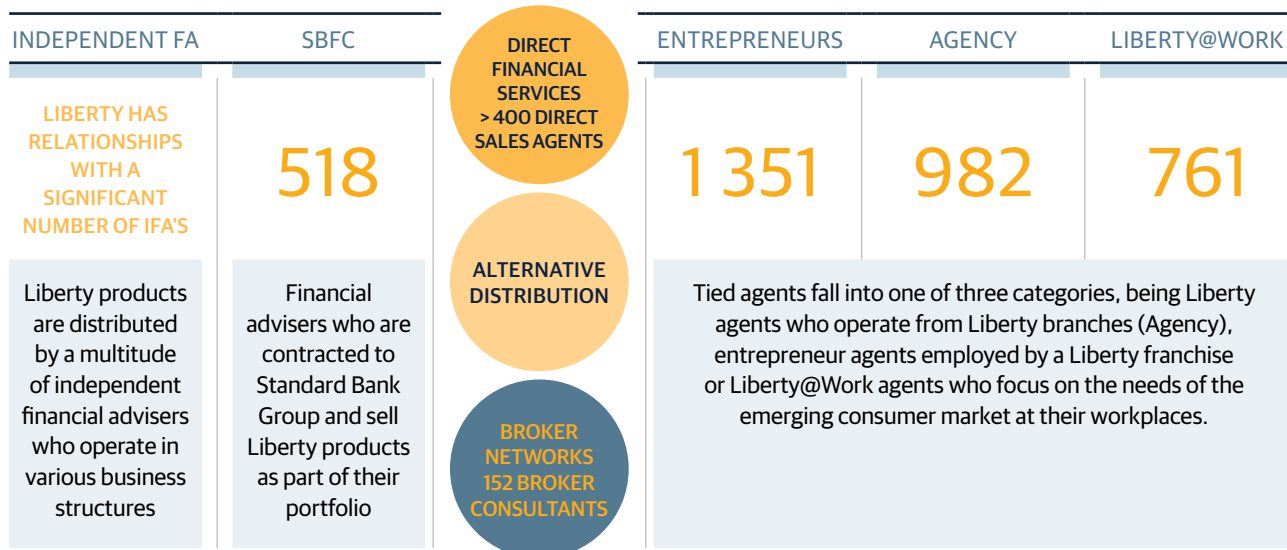 INDEPENDENT FA
LIBERTY HAS
RELATIONSHIPS
WITH A
SIGNIFICANT
NUMBER OF IFA'S
Liberty products
are distributed
by a multitude
of independent
financial advisers
who operate in
various business
structures
SBFC
518
Financial
advisers who are
contracted to
Standard Bank
Group and sell
Liberty products
as part of their
portfolio
DIRECT
FINANCIAL
SERVICES
> 400 DIRECT
SALES AGENTS
ALTERNATIVE
DISTRIBUTION
BROKER
NETWORKS
152 BROKER
CONSULTANTS
ENTREPRENEURS
1 351
AGENCY
982
LIBERTY@WORK
761
Tied agents fall into one of three categories, being Liberty
agents who operate from Liberty branches (Agency),
entrepreneur agents employed by a Liberty franchise
or Liberty@Work agents who focus on the needs of the
emerging consumer market at their workplaces.